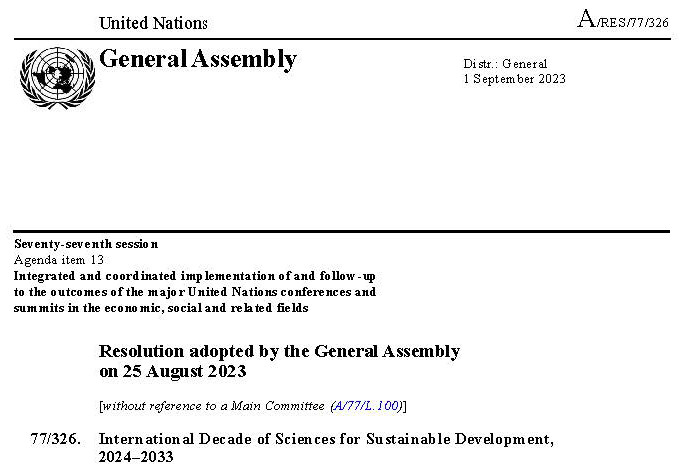 United Nations
A/RES/77/326
General Assembly
Distr.: General
1 September 2023
Seventy-seventh session
Agenda item 13
Integrated and coordinated implementation of and follow-up
to the outcomes of the major United Nations conferences and
summits in the economic, social and related fields
Resolution adopted by the General Assembly
on 25 August 2023
[without reference to a Main Committee (A/77/L.100)]
77/326. International Decade of Sciences for Sustainable Development,
2024–2033